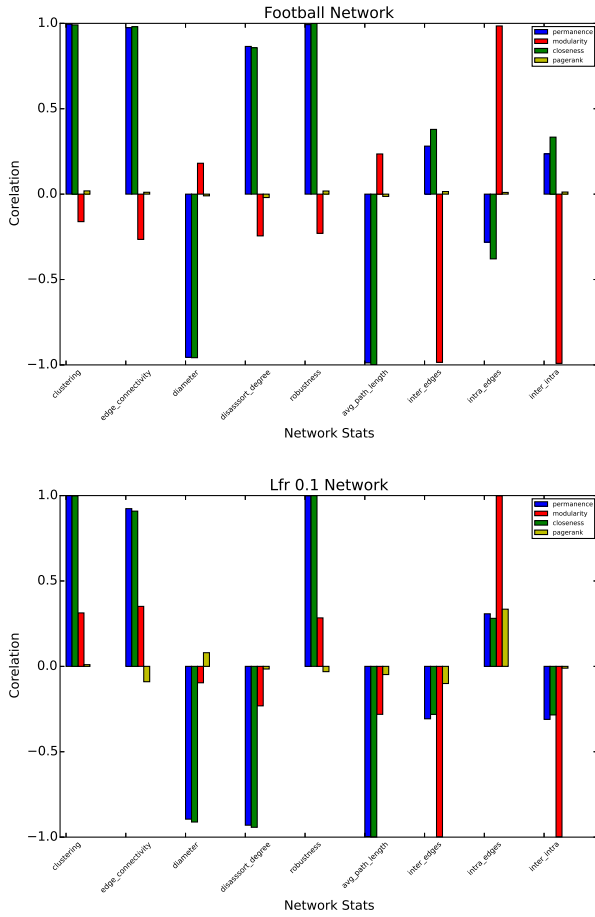 Football Network
1.0
0.5
0.0
−0.5
−1.0
Corelation
permanence
modularity
closeness
pagerank
clustering
edge_connectivity
diameter
disasssort_degree
robustness
avg_path_length
inter_edges
intra_edges
inter_intra
Network Stats
Lfr 0.1 Network
1.0
0.5
0.0
−0.5
−1.0
Corelation
permanence
modularity
closeness
pagerank
clustering
edge_connectivity
diameter
disasssort_degree
robustness
avg_path_length
inter_edges
intra_edges
inter_intra
Network Stats